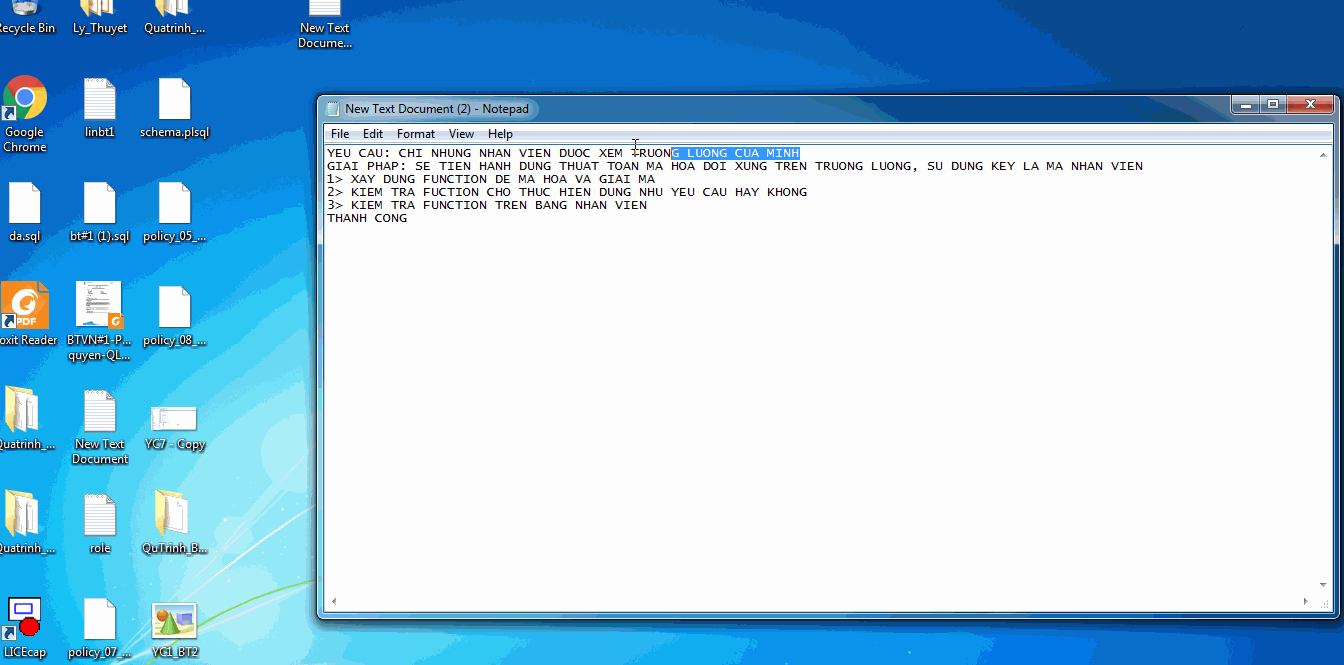 Recycle Bin
Ly_Thuyet
Quatrinh_...
New Text
Docume...
Google
Chrome
linbt1
schema.plsql
da.sql
bt#1 (1).sql
policy_05_...
PDF
oxit Reader
BTVN#1-P...
quyen-QL...
policy_08_...
Quatrinh_...
New Text
Document
YC7 - Copy
Quatrinh_...
role
QuTrinh_B...
LICEcap
policy_07_...
YC1_BT2
New Text Document (2) - Notepad
File Edit Format View Help
YEU CAU: CHI NHUNG NHAN VIEN DUOC XEM TRUONG LUONG CUA MINH
GIAI PHAP: SE TIEN HANH DUNG THUAT TOAN MA HOA DOI XUNG TREN TRUONG LUONG, SU DUNG KEY LA MA NHAN VIEN
1> XAY DUNG FUNCTION DE MA HOA VA GIAI MA
2> KIEM TRA FUCTION CHO THUC HIEN DUNG NHU YEU CAU HAY KHONG
3> KIEM TRA FUNCTION TREN BANG NHAN VIEN
THANH CONG